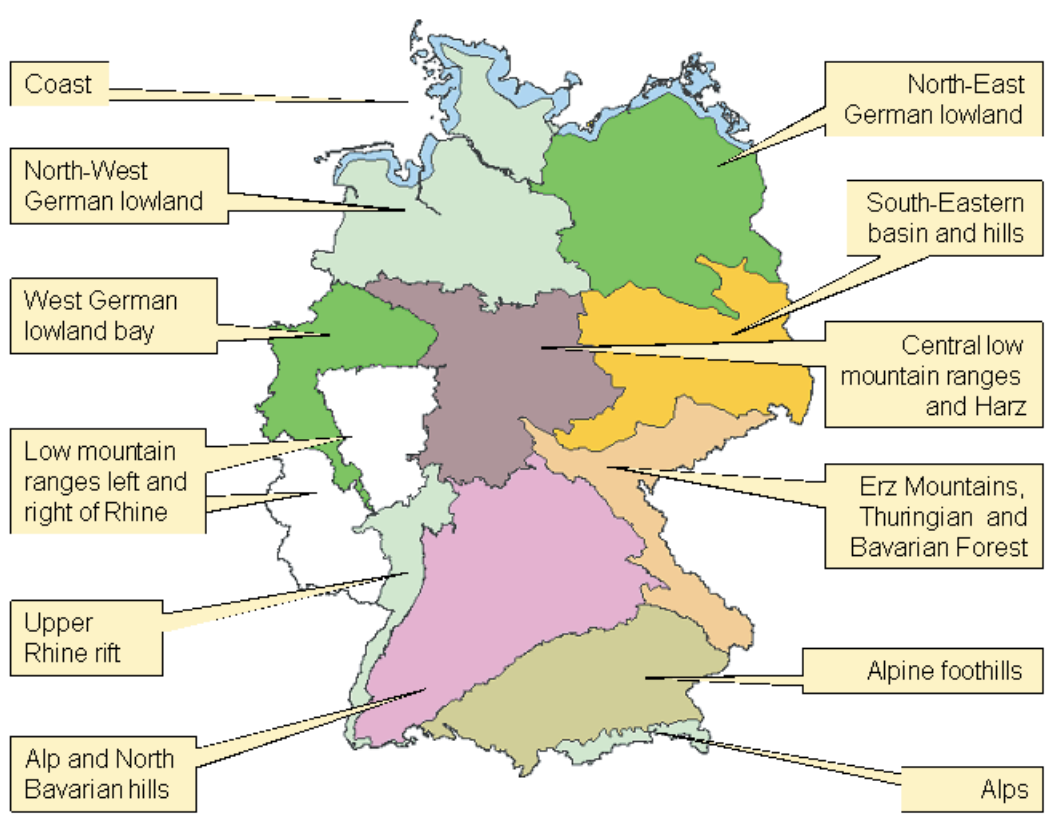 Coast
North-West
German lowland
West German
lowland bay
Low mountain
ranges left and
right of Rhine
Upper
Rhine rift
Alp and North
Bavarian hills
North-East
German lowland
South-Eastern
basin and hills
Central low
mountain ranges
and Harz
Erz Mountains,
Thuringian and
Bavarian Forest
Alpine foothills
Alps